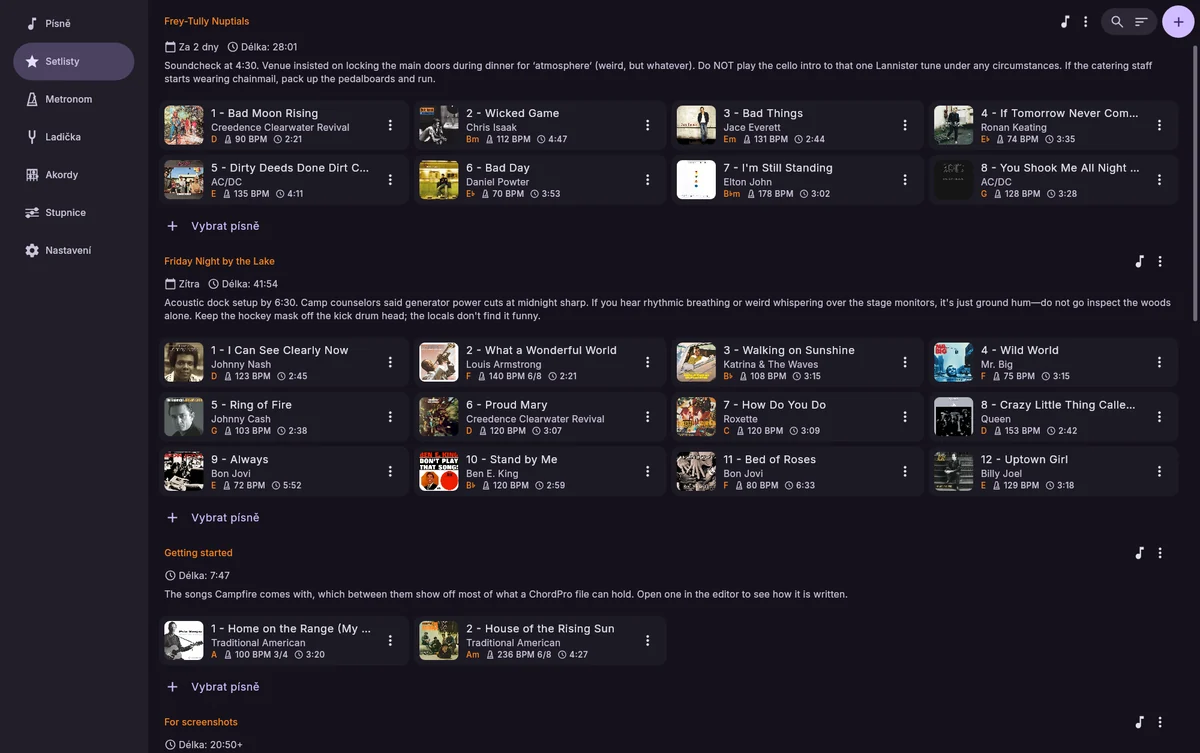 Písně
Setlisty
Metronom
Ladička
Akordy
Stupnice
Nastavení
Frey-Tully Nuptials
Za 2 dny Délka: 28:01
Soundcheck at 4:30. Venue insisted on locking the main doors during dinner for ‘atmosphere’ (weird, but whatever). Do NOT play the cello intro to that one Lannister tune under any circumstances. If the catering staff
starts wearing chainmail, pack up the pedalboards and run.
1 - Bad Moon Rising
Creedence Clearwater Revival
D 90 BPM 2:21
2 - Wicked Game
Chris Isaak
Bm 112 BPM 4:47
3 - Bad Things
Jace Everett
Em 131 BPM 2:44
4 - If Tomorrow Never Com...
Ronan Keating
E♭ 74 BPM 3:35
5 - Dirty Deeds Done Dirt C...
AC/DC
E 135 BPM 4:11
6 - Bad Day
Daniel Powter
E♭ 70 BPM 3:53
7 - I'm Still Standing
Elton John
B♭m 178 BPM 3:02
8 - You Shook Me All Night ...
AC/DC
G 128 BPM 3:28
Vybrat písně
Friday Night by the Lake
Zítra Délka: 41:54
Acoustic dock setup by 6:30. Camp counselors said generator power cuts at midnight sharp. If you hear rhythmic breathing or weird whispering over the stage monitors, it's just ground hum—do not go inspect the woods
alone. Keep the hockey mask off the kick drum head; the locals don't find it funny.
1 - I Can See Clearly Now
Johnny Nash
D 123 BPM 2:45
2 - What a Wonderful World
Louis Armstrong
F 140 BPM 6/8 2:21
3 - Walking on Sunshine
Katrina & The Waves
B♭ 108 BPM 3:15
4 - Wild World
Mr. Big
F 75 BPM 3:15
5 - Ring of Fire
Johnny Cash
G 103 BPM 2:38
6 - Proud Mary
Creedence Clearwater Revival
D 120 BPM 3:07
7 - How Do You Do
Roxette
C 120 BPM 3:09
8 - Crazy Little Thing Calle...
Queen
D 153 BPM 2:42
9 - Always
Bon Jovi
E 72 BPM 5:52
10 - Stand by Me
Ben E. King
B♭ 120 BPM 2:59
11 - Bed of Roses
Bon Jovi
F 80 BPM 6:33
12 - Uptown Girl
Billy Joel
E 129 BPM 3:18
Vybrat písně
Getting started
Délka: 7:47
The songs Campfire comes with, which between them show off most of what a ChordPro file can hold. Open one in the editor to see how it is written.
1 - Home on the Range (My ...
Traditional American
A 100 BPM 3/4 3:20
2 - House of the Rising Sun
Traditional American
Am 236 BPM 6/8 4:27
Vybrat písně
For screenshots
Délka: 20:50+